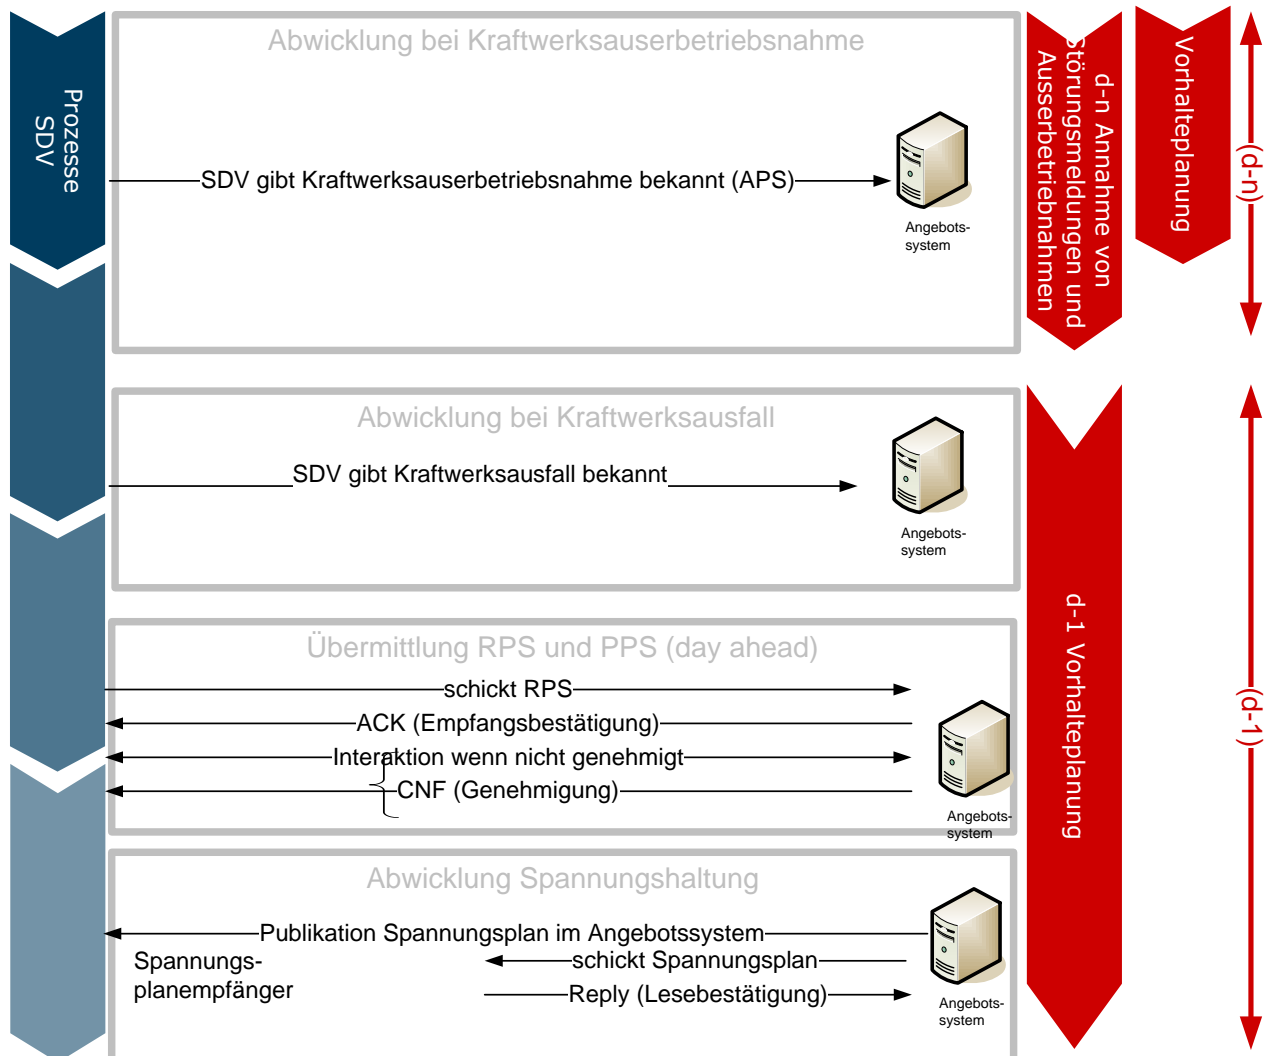 Prozesse
SDV
Abwicklung bei Kraftwerksauserbetriebsnahme
SDV gibt Kraftwerksauserbetriebsnahme bekannt (APS)
Angebots-
system
d-n Annahme von
Störungsmeldungen und
Ausserbetriebnahmen
Vorhalteplanung
(d-n)
Abwicklung bei Kraftwerksausfall
SDV gibt Kraftwerksausfall bekannt
Angebots-
system
Übermittlung RPS und PPS (day ahead)
schickt RPS
ACK (Empfangsbestätigung)
Interaktion wenn nicht genehmigt
CNF (Genehmigung)
Angebots-
system
d-1 Vorhalteplanung
(d-1)
Abwicklung Spannungshaltung
Publikation Spannungsplan im Angebotssystem
Spannungs-
planempfänger
schickt Spannungsplan
Reply (Lesebestätigung)
Angebots-
system